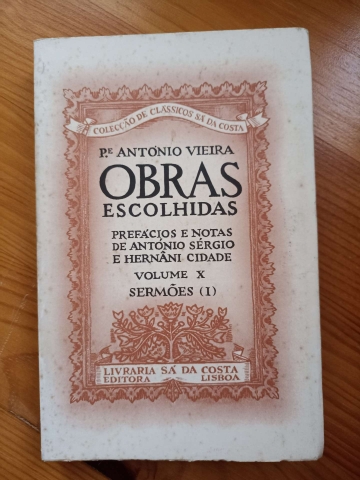 COLECÇÃO DE CLÁSSICOS SÁ DA COSTA
P.E ANTÓNIO VIEIRA
OBRAS
ESCOLHIDAS
PREFÁCIOS E NOTAS
DE ANTÓNIO SÉRGIO
E HERNÂNI CIDADE
VOLUME X
SERMÕES (I)
LIVRARIA SÁ DA COSTA
EDITORA LISBOA